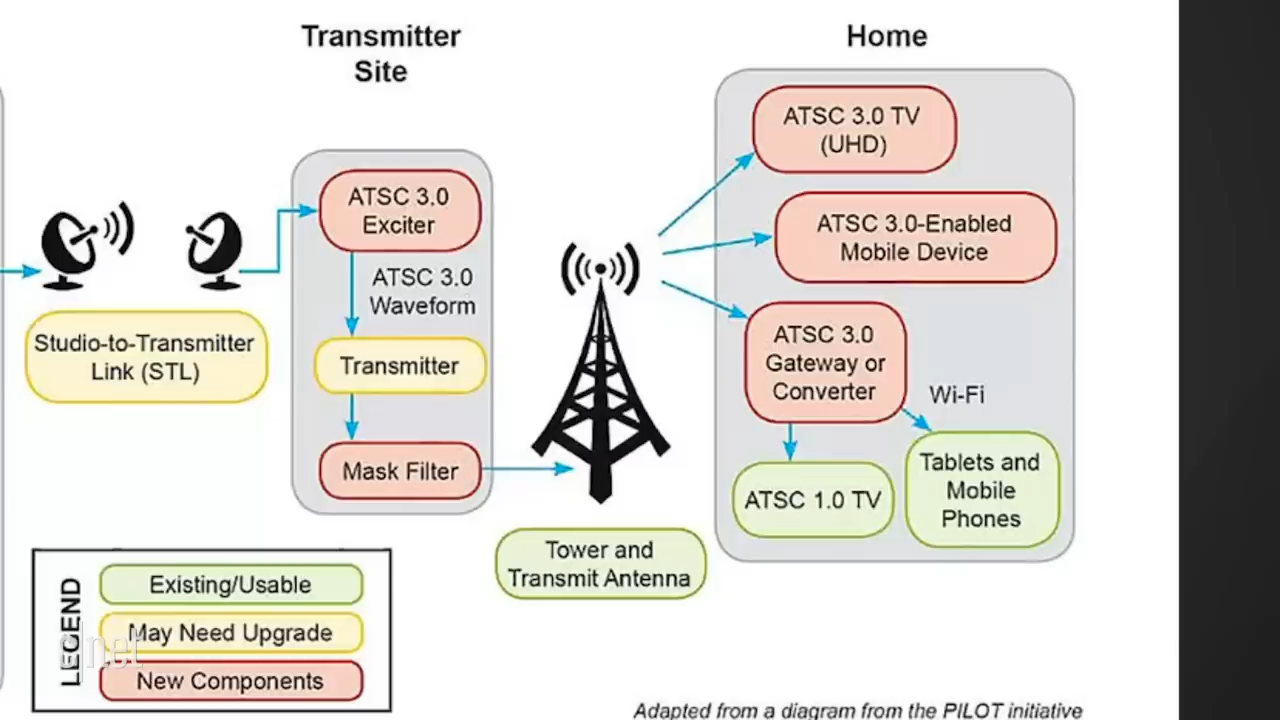 Transmitter
Site
Home
Studio-to-Transmitter
Link (STL)
ATSC 3.0
Exciter
ATSC 3.0
Waveform
Transmitter
Mask Filter
Tower and
Transmit Antenna
ATSC 3.0 TV
(UHD)
ATSC 3.0-Enabled
Mobile Device
ATSC 3.0
Gateway or
Converter
Wi-Fi
ATSC 1.0 TV
Tablets and
Mobile
Phones
LEGEND
Existing/Usable
May Need Upgrade
New Components
c|net
Adapted from a diagram from the PILOT initiative